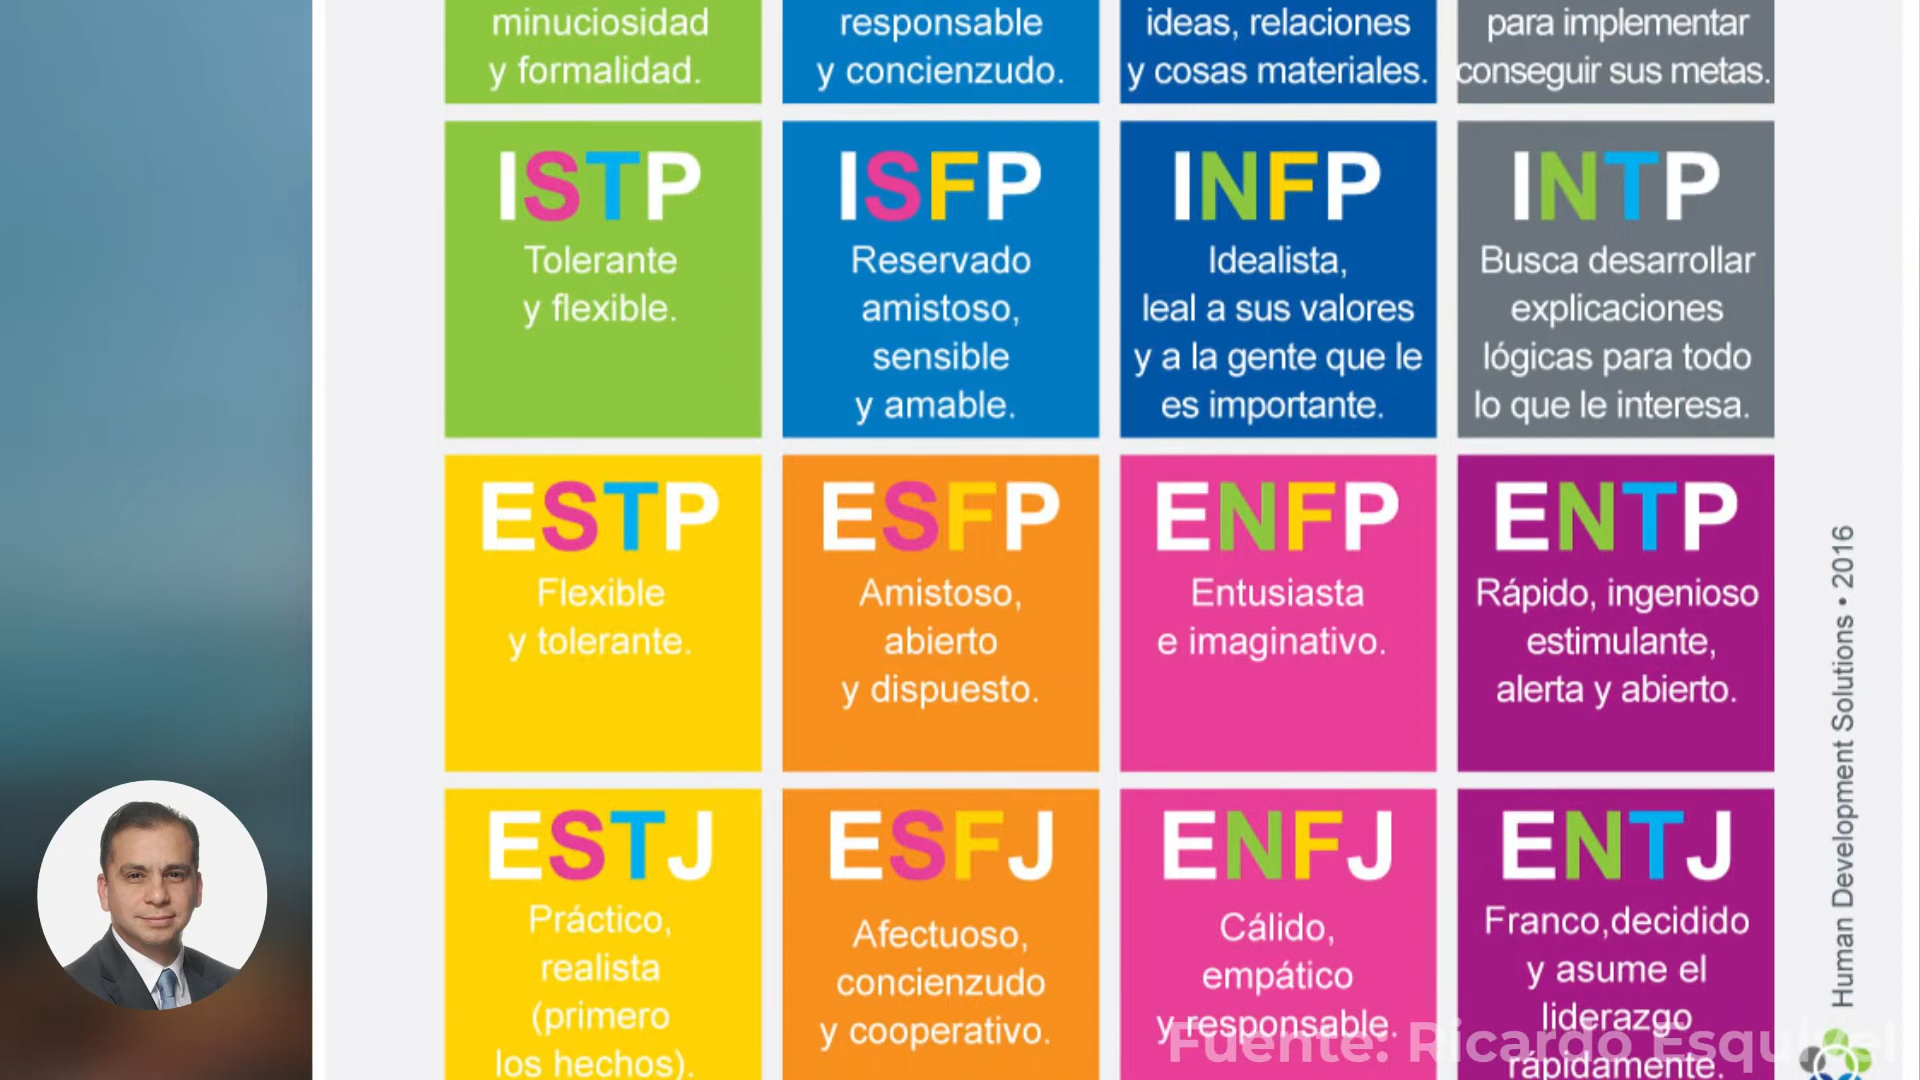 minuciosidad
y formalidad.
responsable
y concienzudo.
ideas, relaciones
y cosas materiales.
para implementar
conseguir sus metas.
ISTP
Tolerante
y flexible.
ISFP
Reservado
amistoso,
sensible
y amable.
INFP
Idealista,
leal a sus valores
y a la gente que le
es importante.
INTP
Busca desarrollar
explicaciones
lógicas para todo
lo que le interesa.
ESTP
Flexible
y tolerante.
ESFP
Amistoso,
abierto
y dispuesto.
ENFP
Entusiasta
e imaginativo.
ENTP
Rápido, ingenioso
estimulante,
alerta y abierto.
ESTJ
Práctico,
realista
(primero
los hechos).
ESFJ
Afectuoso,
concienzudo
y cooperativo.
ENFJ
Cálido,
empático
y responsable.
ENTJ
Franco,decidido
y asume el
liderazgo
rápidamente.
Human Development Solutions • 2016
Fuente: Ricardo Esquivel